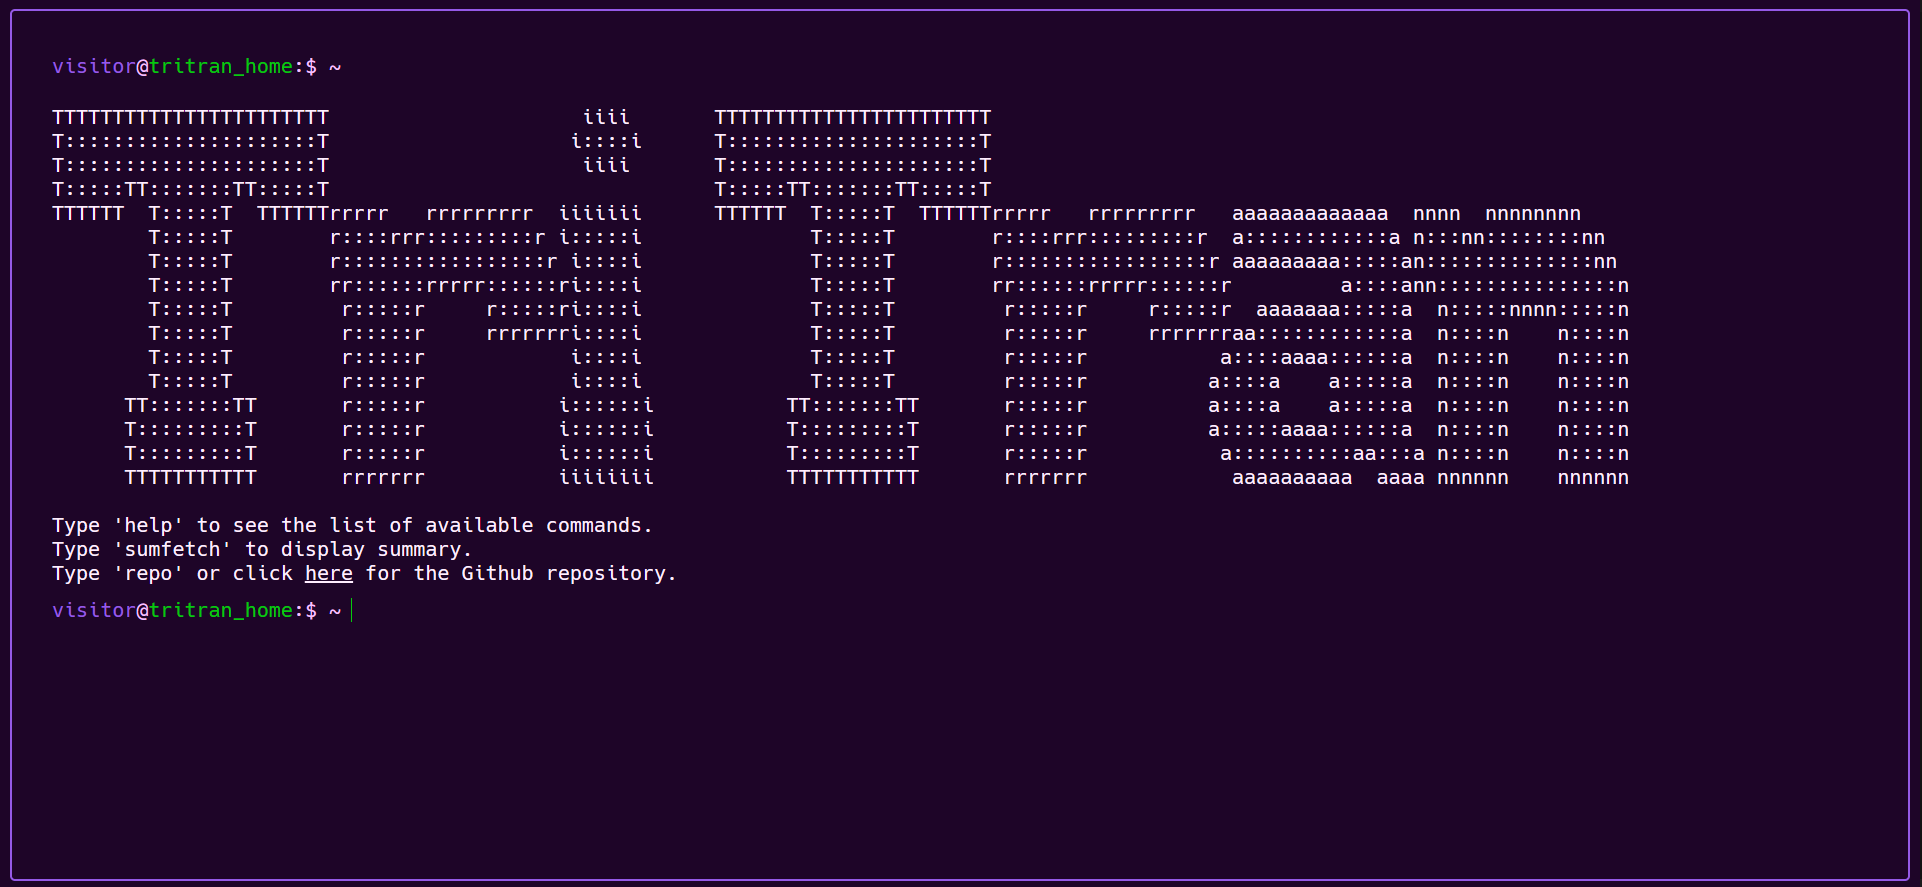 visitor@tritran_home:$ ~
TTTTTTTTTTTTTTTTTTTTTTT                     iiii       TTTTTTTTTTTTTTTTTTTTTTT
T:::::::::::::::::::::T                    i::::i      T:::::::::::::::::::::T
T:::::::::::::::::::::T                     iiii       T:::::::::::::::::::::T
T:::::TT:::::::TT:::::T                                T:::::TT:::::::TT:::::T
TTTTTT  T:::::T  TTTTTTrrrrr   rrrrrrrrr  iiiiiii      TTTTTT  T:::::T  TTTTTTrrrrr   rrrrrrrrr   aaaaaaaaaaaaa  nnnn  nnnnnnnn
        T:::::T        r::::rrr:::::::::r i:::::i              T:::::T        r::::rrr:::::::::r  a::::::::::::a n:::nn::::::::nn
        T:::::T        r:::::::::::::::::r i::::i              T:::::T        r:::::::::::::::::r aaaaaaaaa:::::an::::::::::::::nn
        T:::::T        rr::::::rrrrr::::::ri::::i              T:::::T        rr::::::rrrrr::::::r         a::::ann:::::::::::::::n
        T:::::T         r:::::r     r:::::ri::::i              T:::::T         r:::::r     r:::::r  aaaaaaa:::::a  n:::::nnnn:::::n
        T:::::T         r:::::r     rrrrrrri::::i              T:::::T         r:::::r     rrrrrrraa::::::::::::a  n::::n    n::::n
        T:::::T         r:::::r            i::::i              T:::::T         r:::::r           a::::aaaa::::::a  n::::n    n::::n
        T:::::T         r:::::r            i::::i              T:::::T         r:::::r          a::::a    a:::::a  n::::n    n::::n
      TT:::::::TT       r:::::r           i::::::i           TT:::::::TT       r:::::r          a::::a    a:::::a  n::::n    n::::n
      T:::::::::T       r:::::r           i::::::i           T:::::::::T       r:::::r          a:::::aaaa::::::a  n::::n    n::::n
      T:::::::::T       r:::::r           i::::::i           T:::::::::T       r:::::r           a::::::::::aa:::a n::::n    n::::n
      TTTTTTTTTTT       rrrrrrr           iiiiiiii           TTTTTTTTTTT       rrrrrrr            aaaaaaaaaa  aaaa nnnnnn    nnnnnn
Type 'help' to see the list of available commands.
Type 'sumfetch' to display summary.
Type 'repo' or click here for the Github repository.
visitor@tritran_home:$ ~